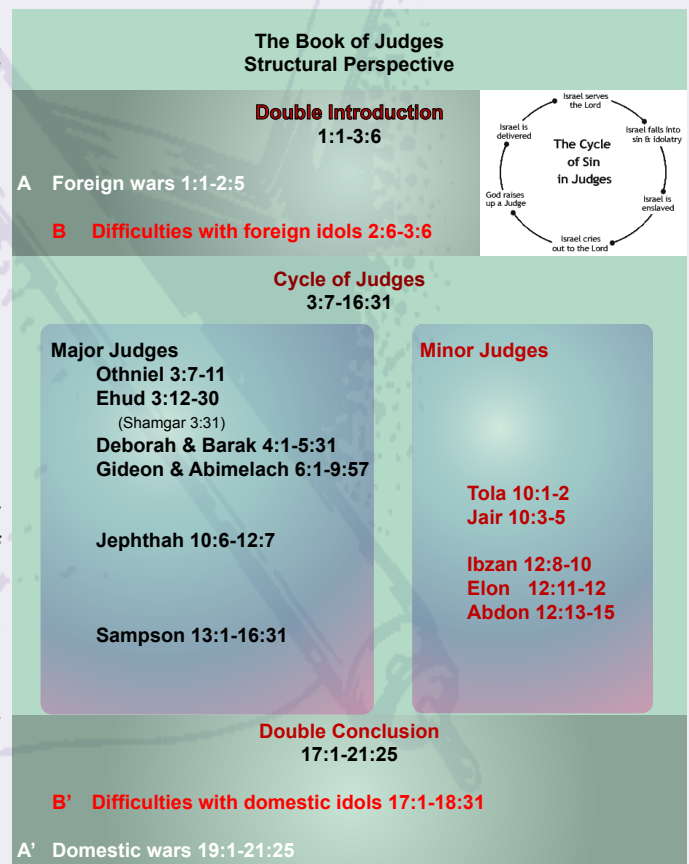 The Book of Judges
Structural Perspective
Double Introduction
1:1-3:6
A Foreign wars 1:1-2:5
B Difficulties with foreign idols 2:6-3:6
The Cycle
of Sin
in Judges
Israel serves
the Lord
Israel falls into
sin & idolatry
Israel is
enslaved
Israel cries
out to the Lord
God raises
up a Judge
Israel is
delivered
Cycle of Judges
3:7-16:31
Major Judges
Othniel 3:7-11
Ehud 3:12-30
(Shamgar 3:31)
Deborah & Barak 4:1-5:31
Gideon & Abimelach 6:1-9:57
Jephthah 10:6-12:7
Sampson 13:1-16:31
Minor Judges
Tola 10:1-2
Jair 10:3-5
Ibzan 12:8-10
Elon 12:11-12
Abdon 12:13-15
Double Conclusion
17:1-21:25
B' Difficulties with domestic idols 17:1-18:31
A' Domestic wars 19:1-21:25